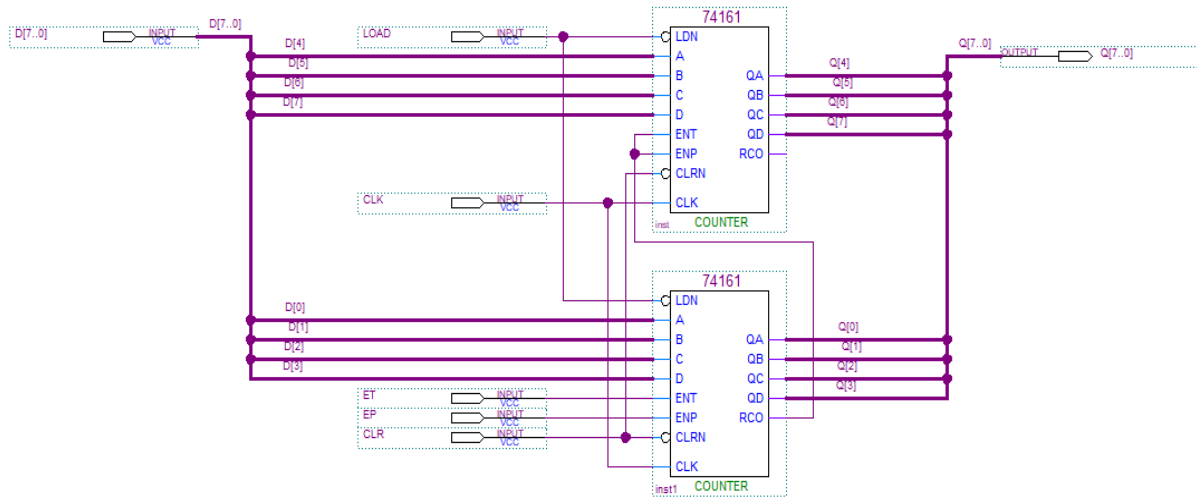 D[7..0] INPUT VCC D[7..0]
LOAD INPUT VCC
74161
LDN
D[4] A
D[5] B QA Q[4]
D[6] C QB Q[5]
D[7] D QC Q[6]
ENT QD Q[7]
ENP RCO
CLRN
CLK INPUT VCC CLK
inst COUNTER
Q[7..0] OUTPUT Q[7..0]
74161
LDN
D[0] A
D[1] B QA Q[0]
D[2] C QB Q[1]
D[3] D QC Q[2]
ET INPUT VCC ENT QD Q[3]
EP INPUT VCC ENP RCO
CLR INPUT VCC CLRN
CLK
inst1 COUNTER